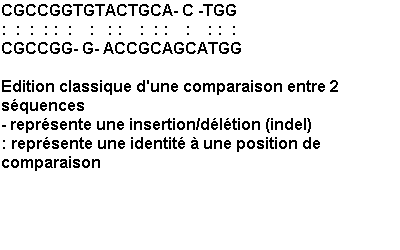 CGCCGGTGTACTGCA- C -TGG
: : : : : :   :   : :   : : :   :   : : :
CGCCGG- G- ACCGCAGCATGG
Edition classique d'une comparaison entre 2
séquences
- représente une insertion/délétion (indel)
: représente une identité à une position de
comparaison